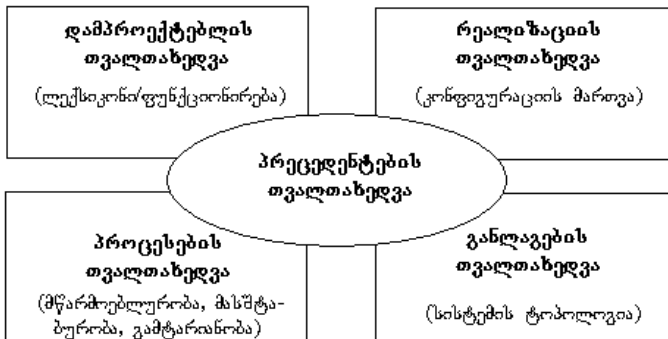 დამპროექტებლის
თვალთახედვა
(ლექსიკონი/ფუნქციონირება)
რეალიზაციის
თვალთახედვა
(კონფიგურაციის მართვა)
პრეცედენტების
თვალთახედვა
პროცესების
თვალთახედვა
(მწარმოებლურობა, მასშტა-
ბურობა, გამტარიანობა)
განლაგების
თვალთახედვა
(სისტემის ტოპოლოგია)